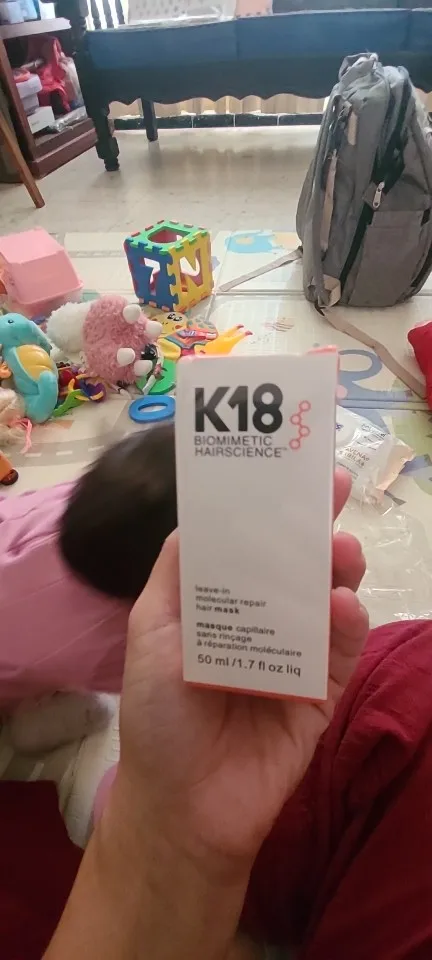 K18
BIOMIMETIC
HAIRSCIENCE™
leave-in
molecular repair
hair mask
masque capillaire
sans rinçage
à réparation moléculaire
50 ml /1.7 fl oz liq
7